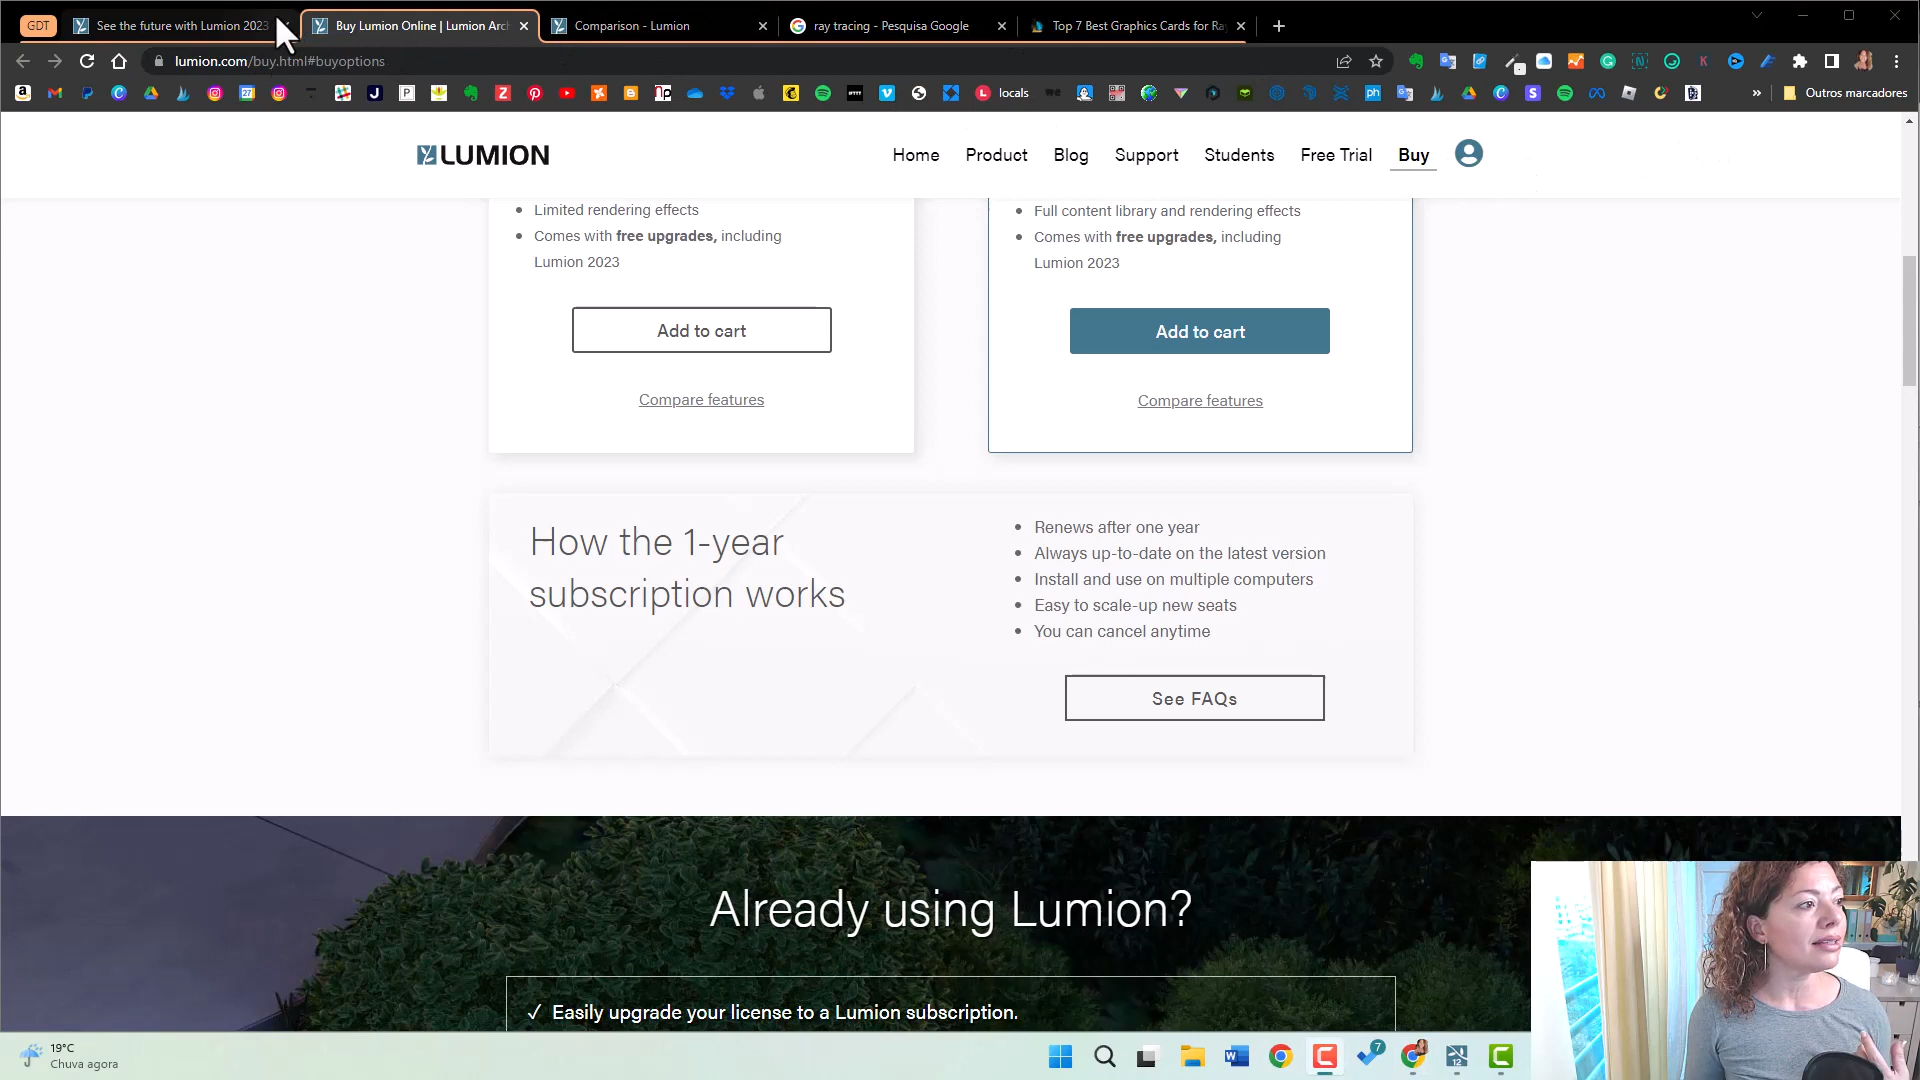 GDT
See the future with Lumion 2023
Buy Lumion Online | Lumion Arc
Comparison - Lumion
ray tracing - Pesquisa Google
Top 7 Best Graphics Cards for Ra
lumion.com/buy.html#buyoptions
locals
Outros marcadores
LUMION
Home
Product
Blog
Support
Students
Free Trial
Buy
• Limited rendering effects
• Comes with free upgrades, including
Lumion 2023
Add to cart
Compare features
• Full content library and rendering effects
• Comes with free upgrades, including
Lumion 2023
Add to cart
Compare features
How the 1-year
subscription works
• Renews after one year
• Always up-to-date on the latest version
• Install and use on multiple computers
• Easy to scale-up new seats
• You can cancel anytime
See FAQs
Already using Lumion?
✓ Easily upgrade your license to a Lumion subscription.
19°C
Chuva agora
7
12